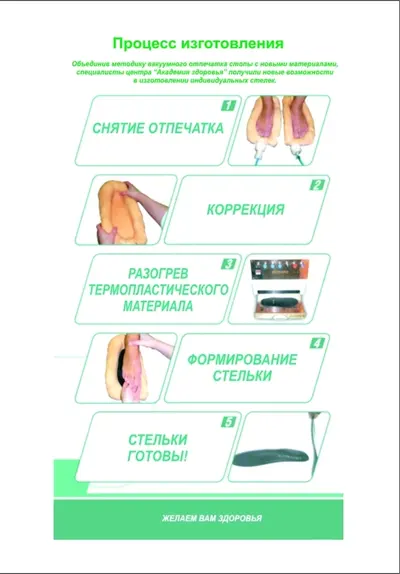 Процесс изготовления
Объединив методику вакуумного отпечатка стопы с новыми материалами,
специалисты центра "Академия здоровья" получили новые возможности
в изготовлении индивидуальных стелек.
1
СНЯТИЕ ОТПЕЧАТКА
2
КОРРЕКЦИЯ
3
РАЗОГРЕВ
ТЕРМОПЛАСТИЧЕСКОГО
МАТЕРИАЛА
4
ФОРМИРОВАНИЕ
СТЕЛЬКИ
5
СТЕЛЬКИ
ГОТОВЫ!
ЖЕЛАЕМ ВАМ ЗДОРОВЬЯ